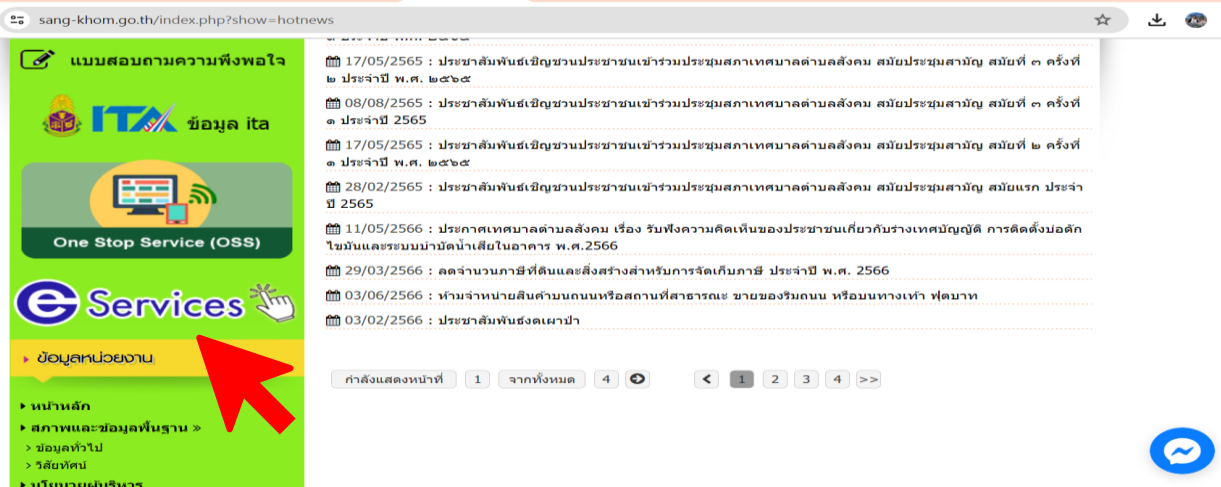 sang-khom.go.th/index.php?show=hotnews
แบบสอบถามความพึงพอใจ
ITA ข้อมูล ita
One Stop Service (OSS)
e Services
ข้อมูลหน่วยงาน
หน้าหลัก
สภาพและข้อมูลพื้นฐาน »
> ข้อมูลทั่วไป
> วิสัยทัศน์
นโยบายผู้บริหาร
17/05/2565 : ประชาสัมพันธ์เชิญชวนประชาชนเข้าร่วมประชุมสภาเทศบาลตำบลสังคม สมัยประชุมสามัญ สมัยที่ ๓ ครั้งที่
๒ ประจำปี พ.ศ. ๒๕๖๕
08/08/2565 : ประชาสัมพันธ์เชิญชวนประชาชนเข้าร่วมประชุมสภาเทศบาลตำบลสังคม สมัยประชุมสามัญ สมัยที่ ๓ ครั้งที่
๑ ประจำปี 2565
17/05/2565 : ประชาสัมพันธ์เชิญชวนประชาชนเข้าร่วมประชุมสภาเทศบาลตำบลสังคม สมัยประชุมสามัญ สมัยที่ ๒ ครั้งที่
๑ ประจำปี พ.ศ. ๒๕๖๕
28/02/2565 : ประชาสัมพันธ์เชิญชวนประชาชนเข้าร่วมประชุมสภาเทศบาลตำบลสังคม สมัยประชุมสามัญ สมัยแรก ประจำ
ปี 2565
11/05/2566 : ประกาศเทศบาลตำบลสังคม เรื่อง รับฟังความคิดเห็นของประชาชนเกี่ยวกับร่างเทศบัญญัติ การติดตั้งบ่อดัก
ไขมันและระบบบำบัดน้ำเสียในอาคาร พ.ศ.2566
29/03/2566 : ลดจำนวนภาษีที่ดินและสิ่งสร้างสำหรับการจัดเก็บภาษี ประจำปี พ.ศ. 2566
03/06/2566 : ห้ามจำหน่ายสินค้าบนถนนหรือสถานที่สาธารณะ ขายของริมถนน หรือบนทางเท้า ฟุตบาท
03/02/2566 : ประชาสัมพันธ์งดเผาป่า
กำลังแสดงหน้าที่ 1 จากทั้งหมด 4 1 2 3 4 >>